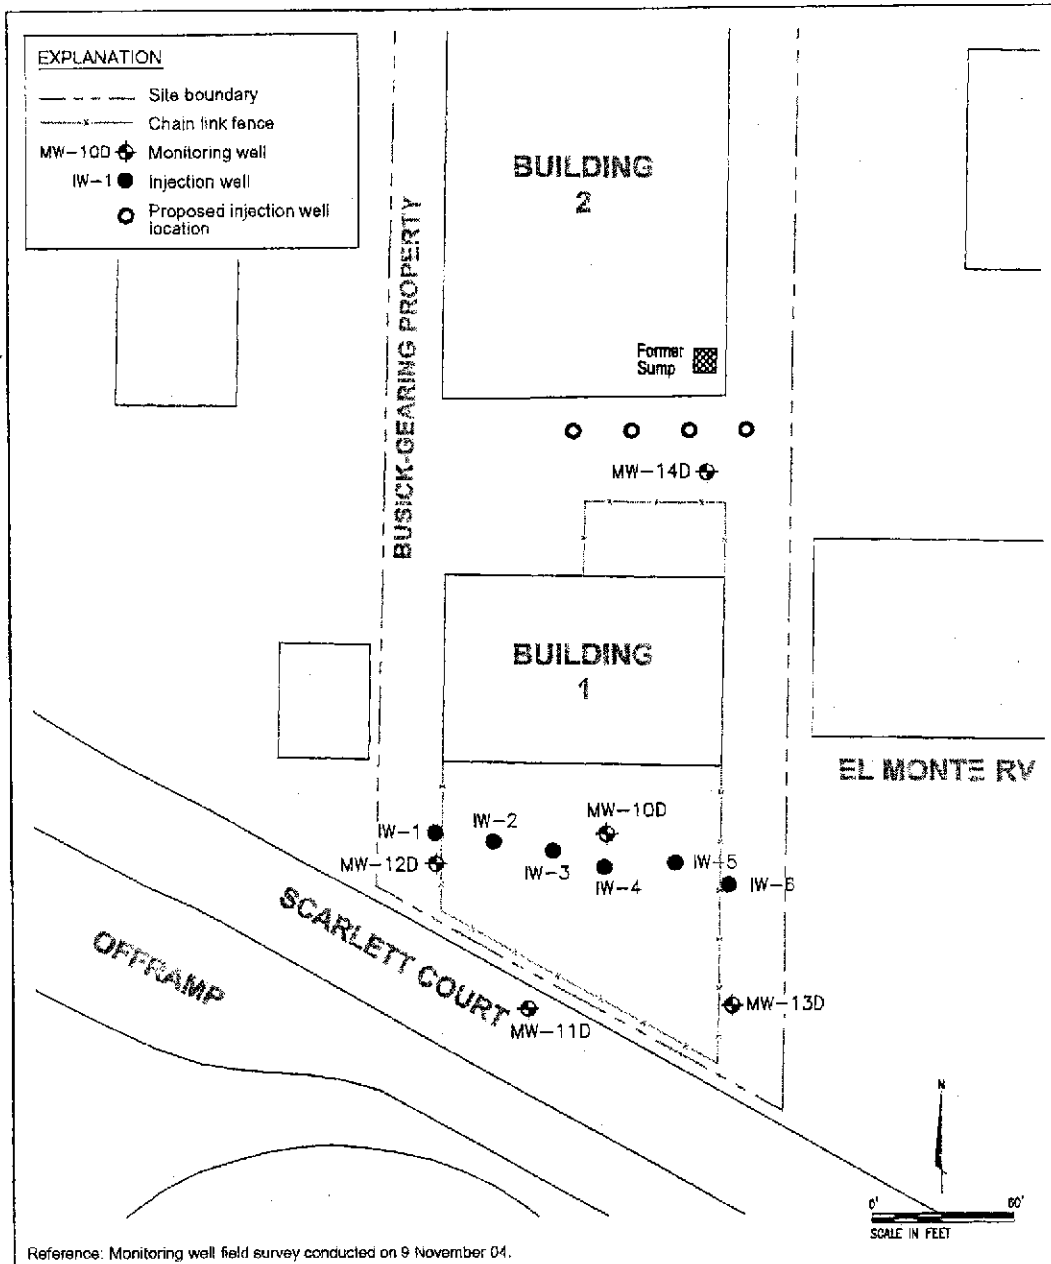 EXPLANATION
Site boundary
Chain link fence
MW-10D Monitoring well
IW-1 Injection well
Proposed injection well
location
BUILDING
2
BUSICK-GEARING PROPERTY
Former
Sump
MW-14D
BUILDING
1
EL MONTE RV
IW-1
IW-2
MW-10D
MW-12D
IW-3
IW-4
IW-5
IW-6
SCARLETT COURT
OFFRAMP
MW-11D
MW-13D
N
0' 60'
SCALE IN FEET
Reference: Monitoring well field survey conducted on 9 November 04.